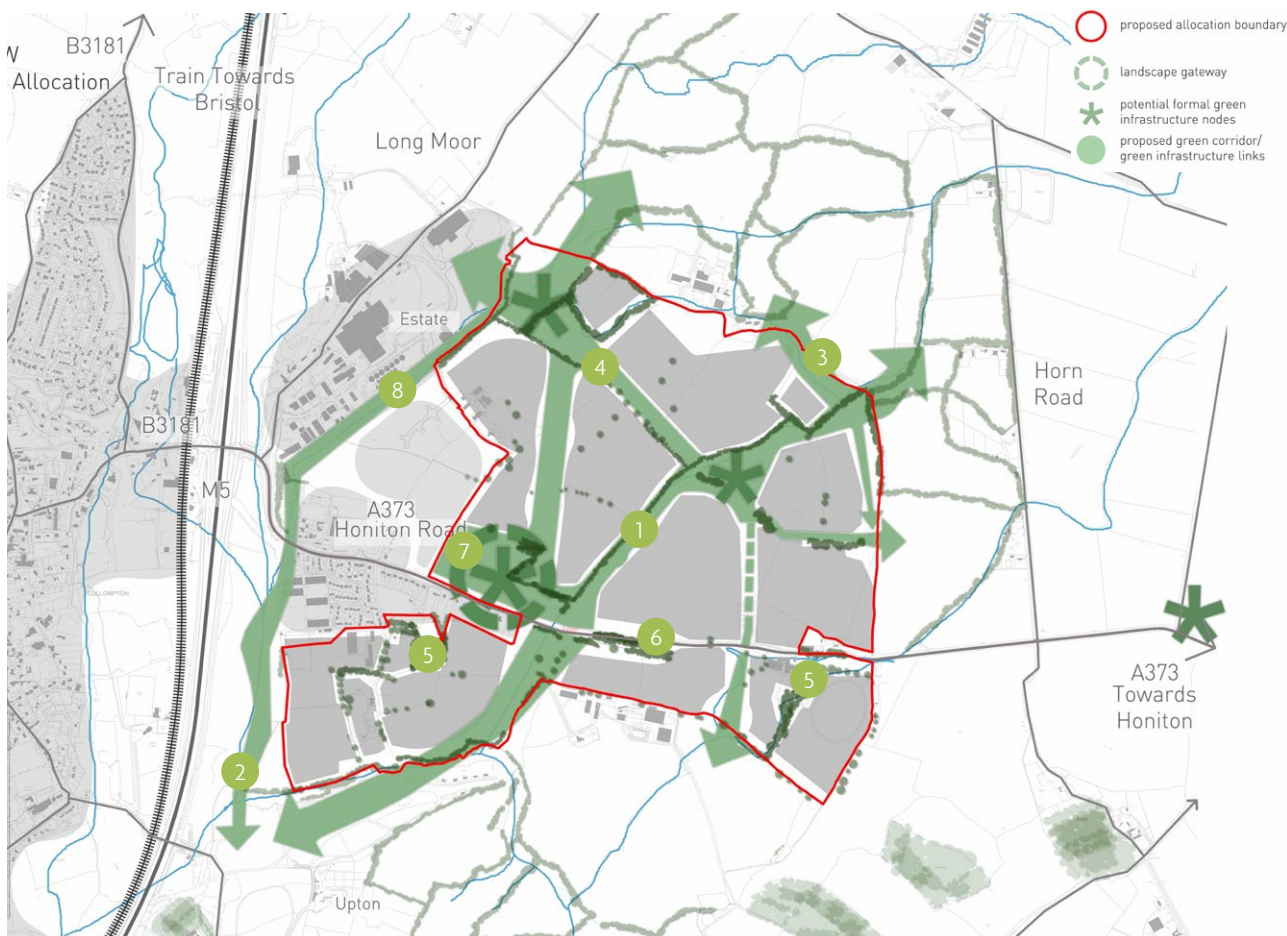 B3181
W
Allocation
Train Towards
Bristol
Long Moor
proposed allocation boundary
landscape gateway
potential formal green
infrastructure nodes
proposed green corridor/
green infrastructure links
Estate
3
4
8
Horn
Road
B3181
M5
A373
Honiton Road
1
7
CULLOMPTON
6
5
5
A373
Towards
Honiton
2
Upton